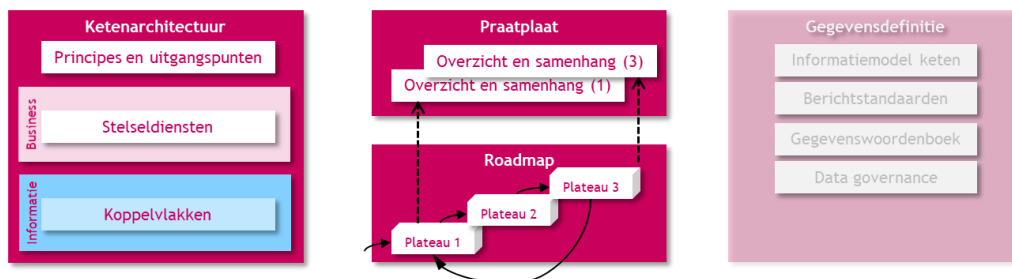 Ketenarchitectuur
Principes en uitgangspunten
Business
Stelseldiensten
Informatie
Koppelvlakken
Praatplaat
Overzicht en samenhang (3)
Overzicht en samenhang (1)
Roadmap
Plateau 3
Plateau 2
Plateau 1
Gegevensdefinitie
Informatiemodel keten
Berichtstandaarden
Gegevenswoordenboek
Data governance